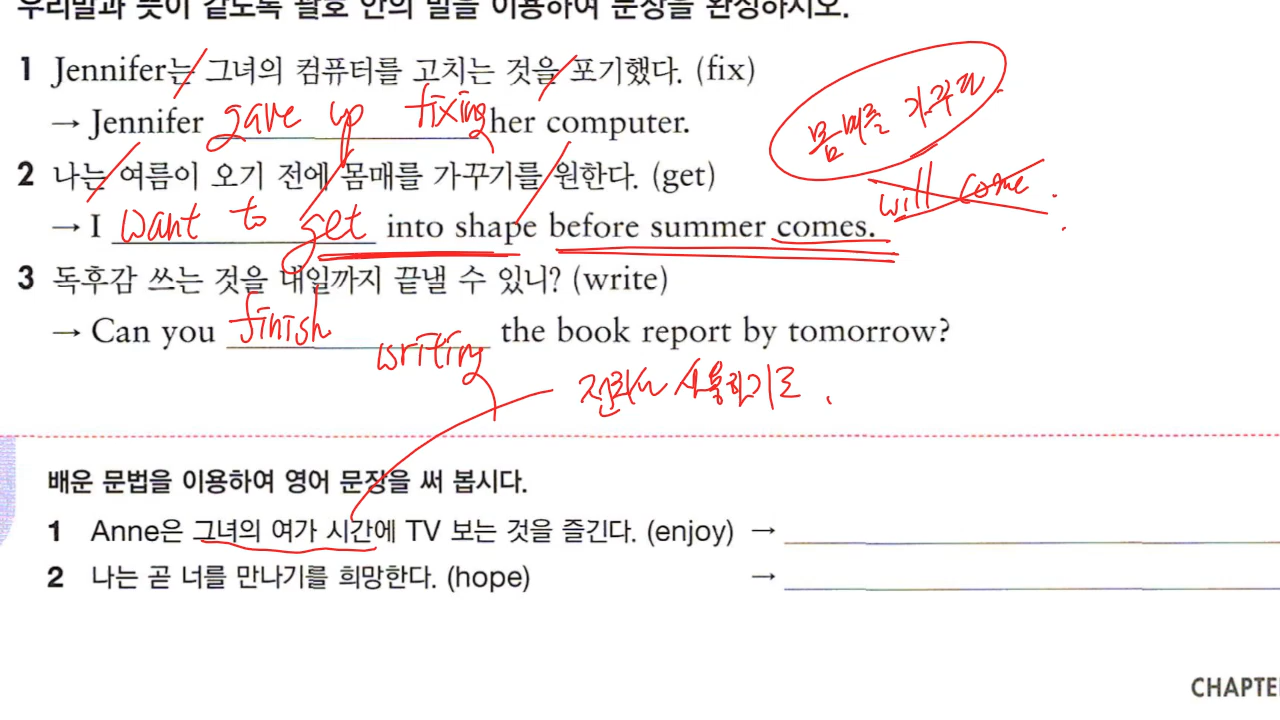 우리말과 뜻이 같도록 괄호 안의 말을 이용하여 문장을 완성하시오.
1 Jennifer는 그녀의 컴퓨터를 고치는 것을 포기했다. (fix)
→ Jennifer gave up fixing her computer.
몸매를 가꾸다
2 나는 여름이 오기 전에 몸매를 가꾸기를 원한다. (get)
will come
→ I want to get into shape before summer comes.
3 독후감 쓰는 것을 내일까지 끝낼 수 있니? (write)
→ Can you finish writing the book report by tomorrow?
전치사 사용하기로
배운 문법을 이용하여 영어 문장을 써 봅시다.
1 Anne은 그녀의 여가 시간에 TV 보는 것을 즐긴다. (enjoy) →
2 나는 곧 너를 만나기를 희망한다. (hope) →